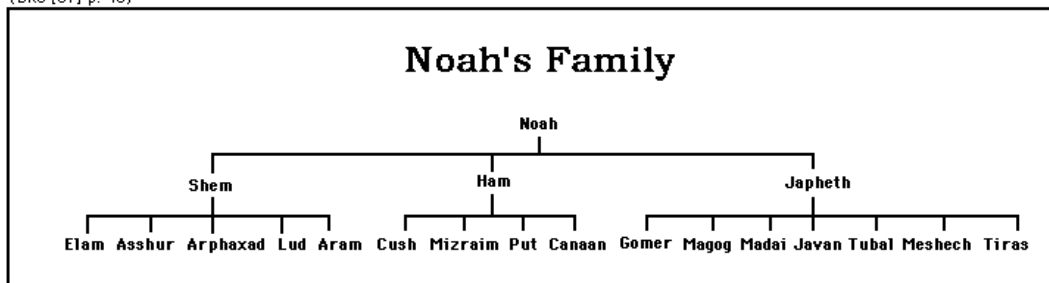 Noah's Family
Noah
Shem Ham Japheth
Elam Asshur Arphaxad Lud Aram Cush Mizraim Put Canaan Gomer Magog Madai Javan Tubal Meshech Tiras